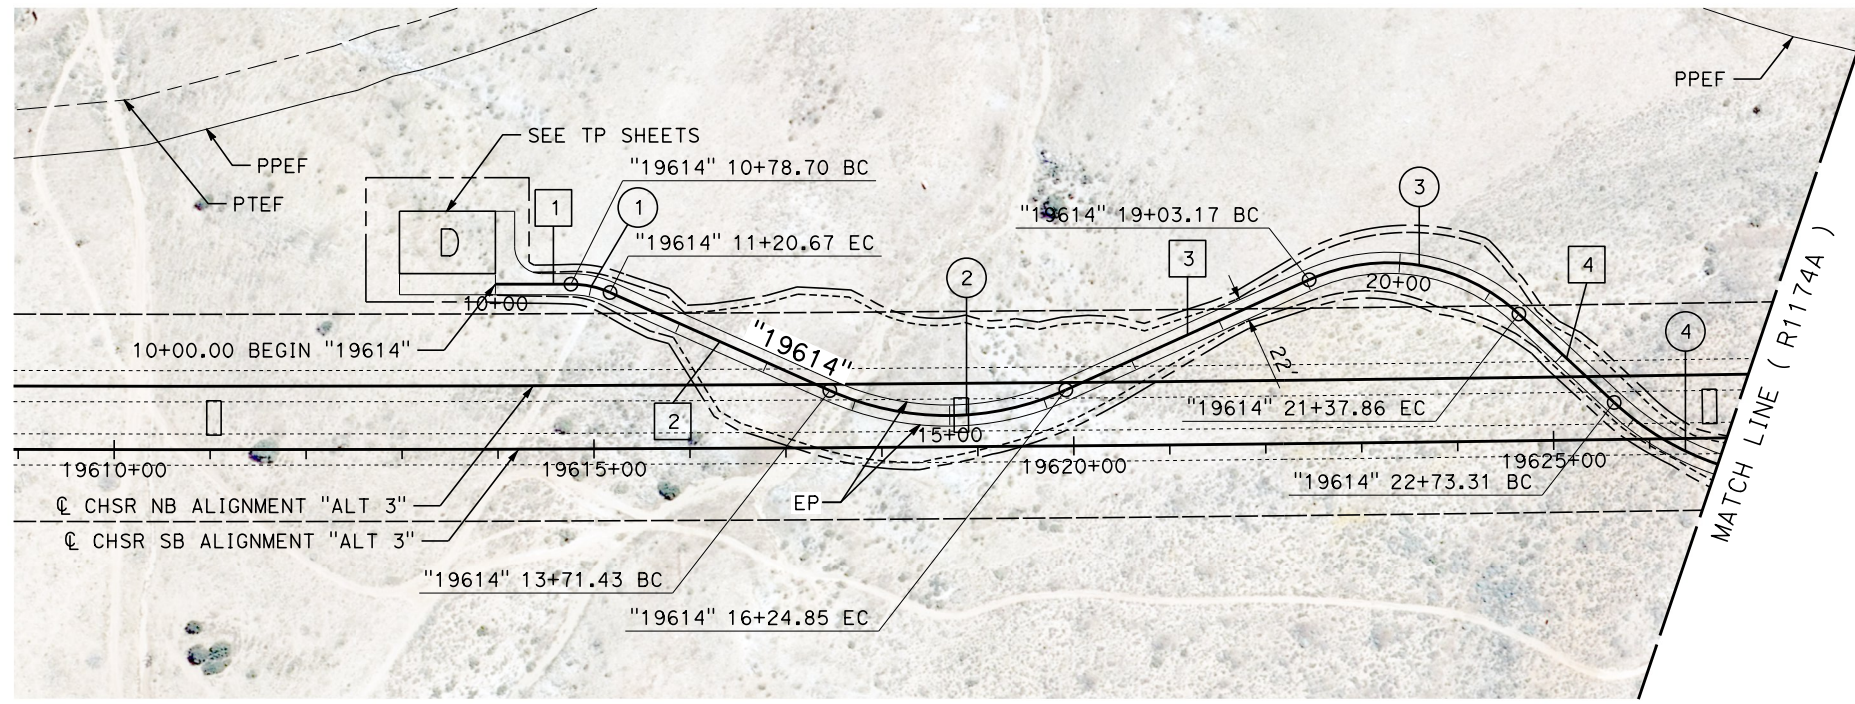 PPEF
SEE TP SHEETS
"19614" 10+78.70 BC
PPEF
PTEF
1
1
3
"19614" 19+03.17 BC
D
"19614" 11+20.67 EC
3
4
2
10+00
20+00
10+00.00 BEGIN "19614"
"19614"
22'
4
MATCH LINE ( R1174A )
"19614" 21+37.86 EC
2
15+00
19610+00
19615+00
19620+00
19625+00
"19614" 22+73.31 BC
EP
℄ CHSR NB ALIGNMENT "ALT 3"
℄ CHSR SB ALIGNMENT "ALT 3"
"19614" 13+71.43 BC
"19614" 16+24.85 EC